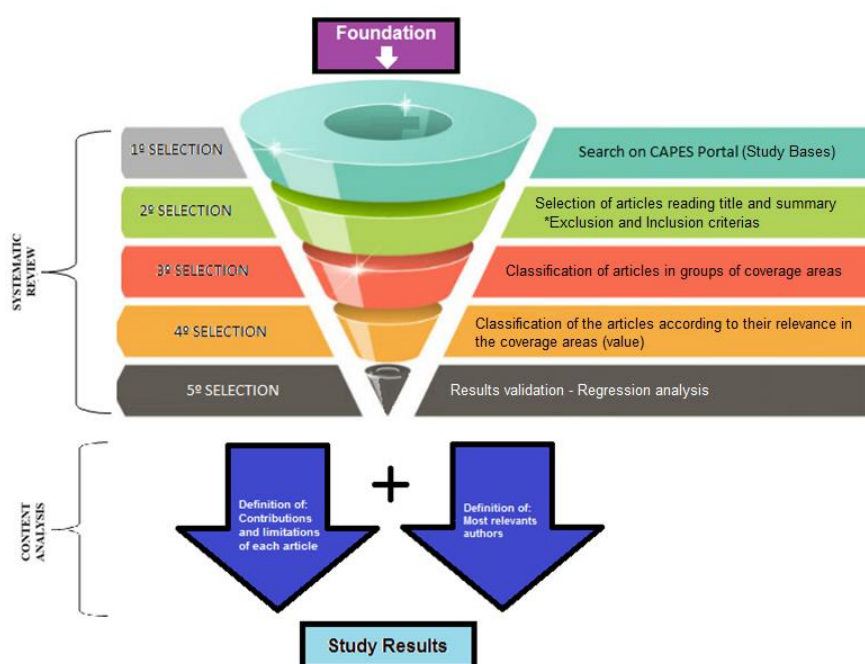 Foundation
1º SELECTION
Search on CAPES Portal (Study Bases)
2º SELECTION
Selection of articles reading title and summary
*Exclusion and Inclusion criterias
3º SELECTION
Classification of articles in groups of coverage areas
4º SELECTION
Classification of the articles according to their relevance in
the coverage areas (value)
5º SELECTION
Results validation - Regression analysis
SYSTEMATIC
REVIEW
Definition of:
Contributions
and limitations
of each article
+
Definition of:
Most relevants
authors
CONTENT
ANALYSIS
Study Results